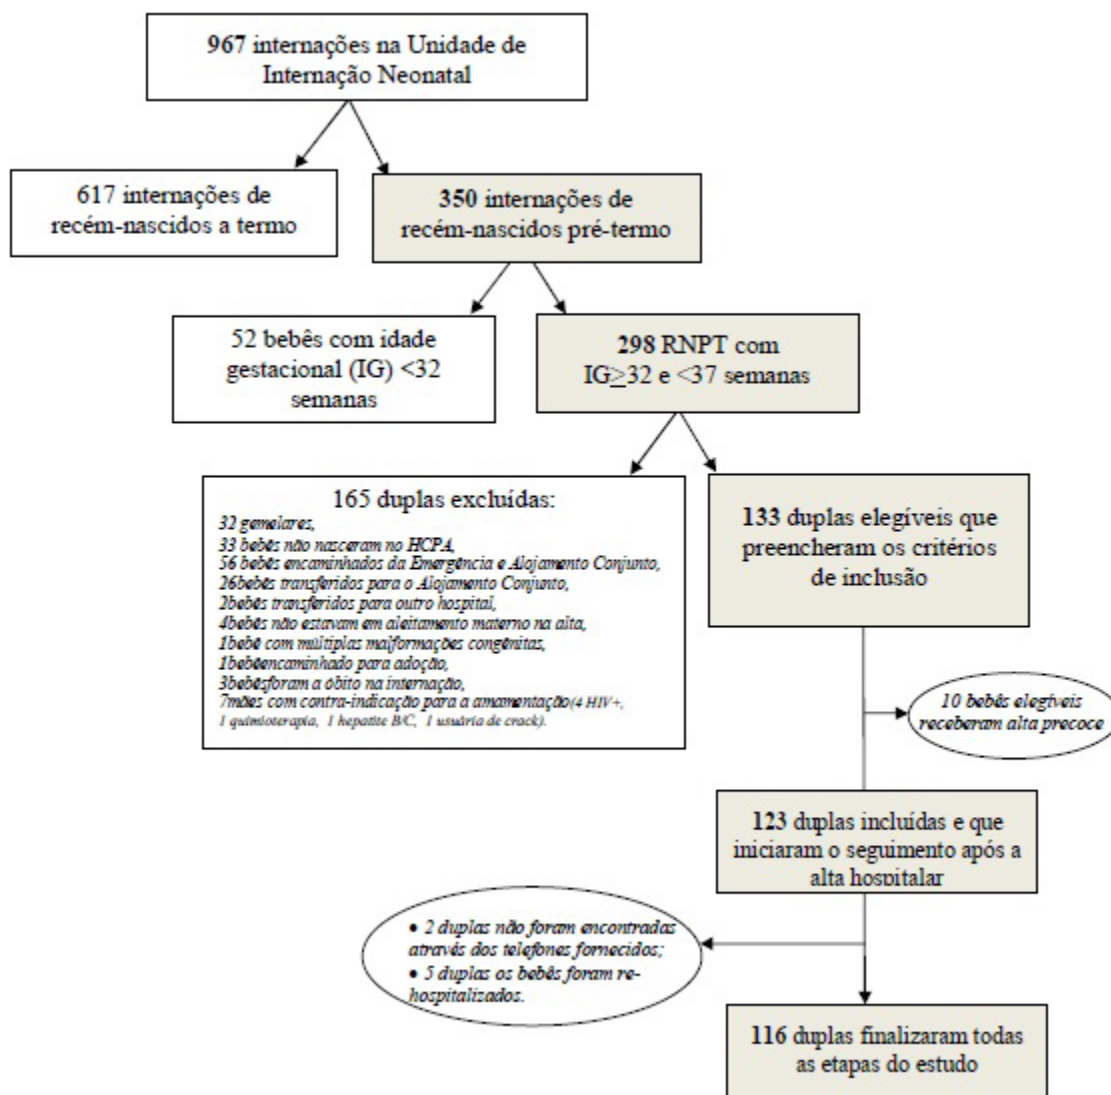 967 internações na Unidade de
Internação Neonatal
617 internações de
recém-nascidos a termo
350 internações de
recém-nascidos pré-termo
52 bebês com idade
gestacional (IG) <32
semanas
298 RNPT com
IG≥32 e <37 semanas
165 duplas excluídas:
32 gemelares,
33 bebês não nasceram no HCPA,
56 bebês encaminhados da Emergência e Alojamento Conjunto,
26bebês transferidos para o Alojamento Conjunto,
2bebês transferidos para outro hospital,
4bebês não estavam em aleitamento materno na alta,
1bebê com múltiplas malformações congênitas,
1bebêencaminhado para adoção,
3bebêsforam a óbito na internação,
7mães com contra-indicação para a amamentação(4 HIV+,
1 quimioterapia, 1 hepatite B/C, 1 usuária de crack).
133 duplas elegíveis que
preencheram os critérios
de inclusão
10 bebês elegíveis
receberam alta precoce
123 duplas incluídas e que
iniciaram o seguimento após a
alta hospitalar
• 2 duplas não foram encontradas
através dos telefones fornecidos;
• 5 duplas os bebês foram re-
hospitalizados.
116 duplas finalizaram todas
as etapas do estudo